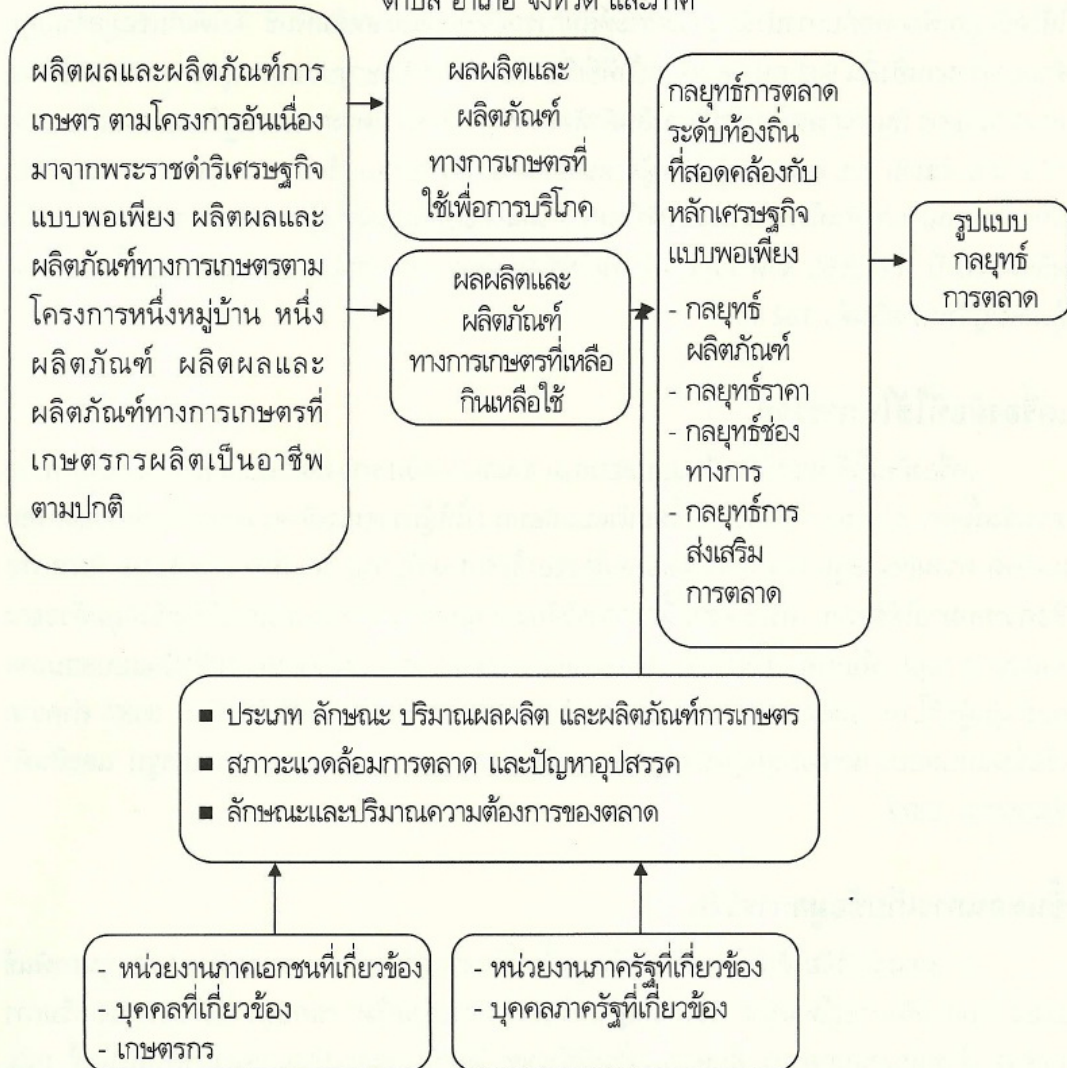 ตำบล อำเภอ จังหวัด และภาค
ผลิตผลและผลิตภัณฑ์การ
เกษตร ตามโครงการอันเนื่อง
มาจากพระราชดำริเศรษฐกิจ
แบบพอเพียง ผลิตผลและ
ผลิตภัณฑ์ทางการเกษตรตาม
โครงการหนึ่งหมู่บ้าน หนึ่ง
ผลิตภัณฑ์ ผลิตผลและ
ผลิตภัณฑ์ทางการเกษตรที่
เกษตรกรผลิตเป็นอาชีพ
ตามปกติ
ผลผลิตและ
ผลิตภัณฑ์
ทางการเกษตรที่
ใช้เพื่อการบริโภค
ผลผลิตและ
ผลิตภัณฑ์
ทางการเกษตรที่เหลือ
กินเหลือใช้
กลยุทธ์การตลาด
ระดับท้องถิ่น
ที่สอดคล้องกับ
หลักเศรษฐกิจ
แบบพอเพียง
- กลยุทธ์
ผลิตภัณฑ์
- กลยุทธ์ราคา
- กลยุทธ์ช่อง
ทางการ
- กลยุทธ์การ
ส่งเสริม
การตลาด
รูปแบบ
กลยุทธ์
การตลาด
■ ประเภท ลักษณะ ปริมาณผลผลิต และผลิตภัณฑ์การเกษตร
■ สภาวะแวดล้อมการตลาด และปัญหาอุปสรรค
■ ลักษณะและปริมาณความต้องการของตลาด
- หน่วยงานภาคเอกชนที่เกี่ยวข้อง
- บุคคลที่เกี่ยวข้อง
- เกษตรกร
- หน่วยงานภาครัฐที่เกี่ยวข้อง
- บุคคลภาครัฐที่เกี่ยวข้อง